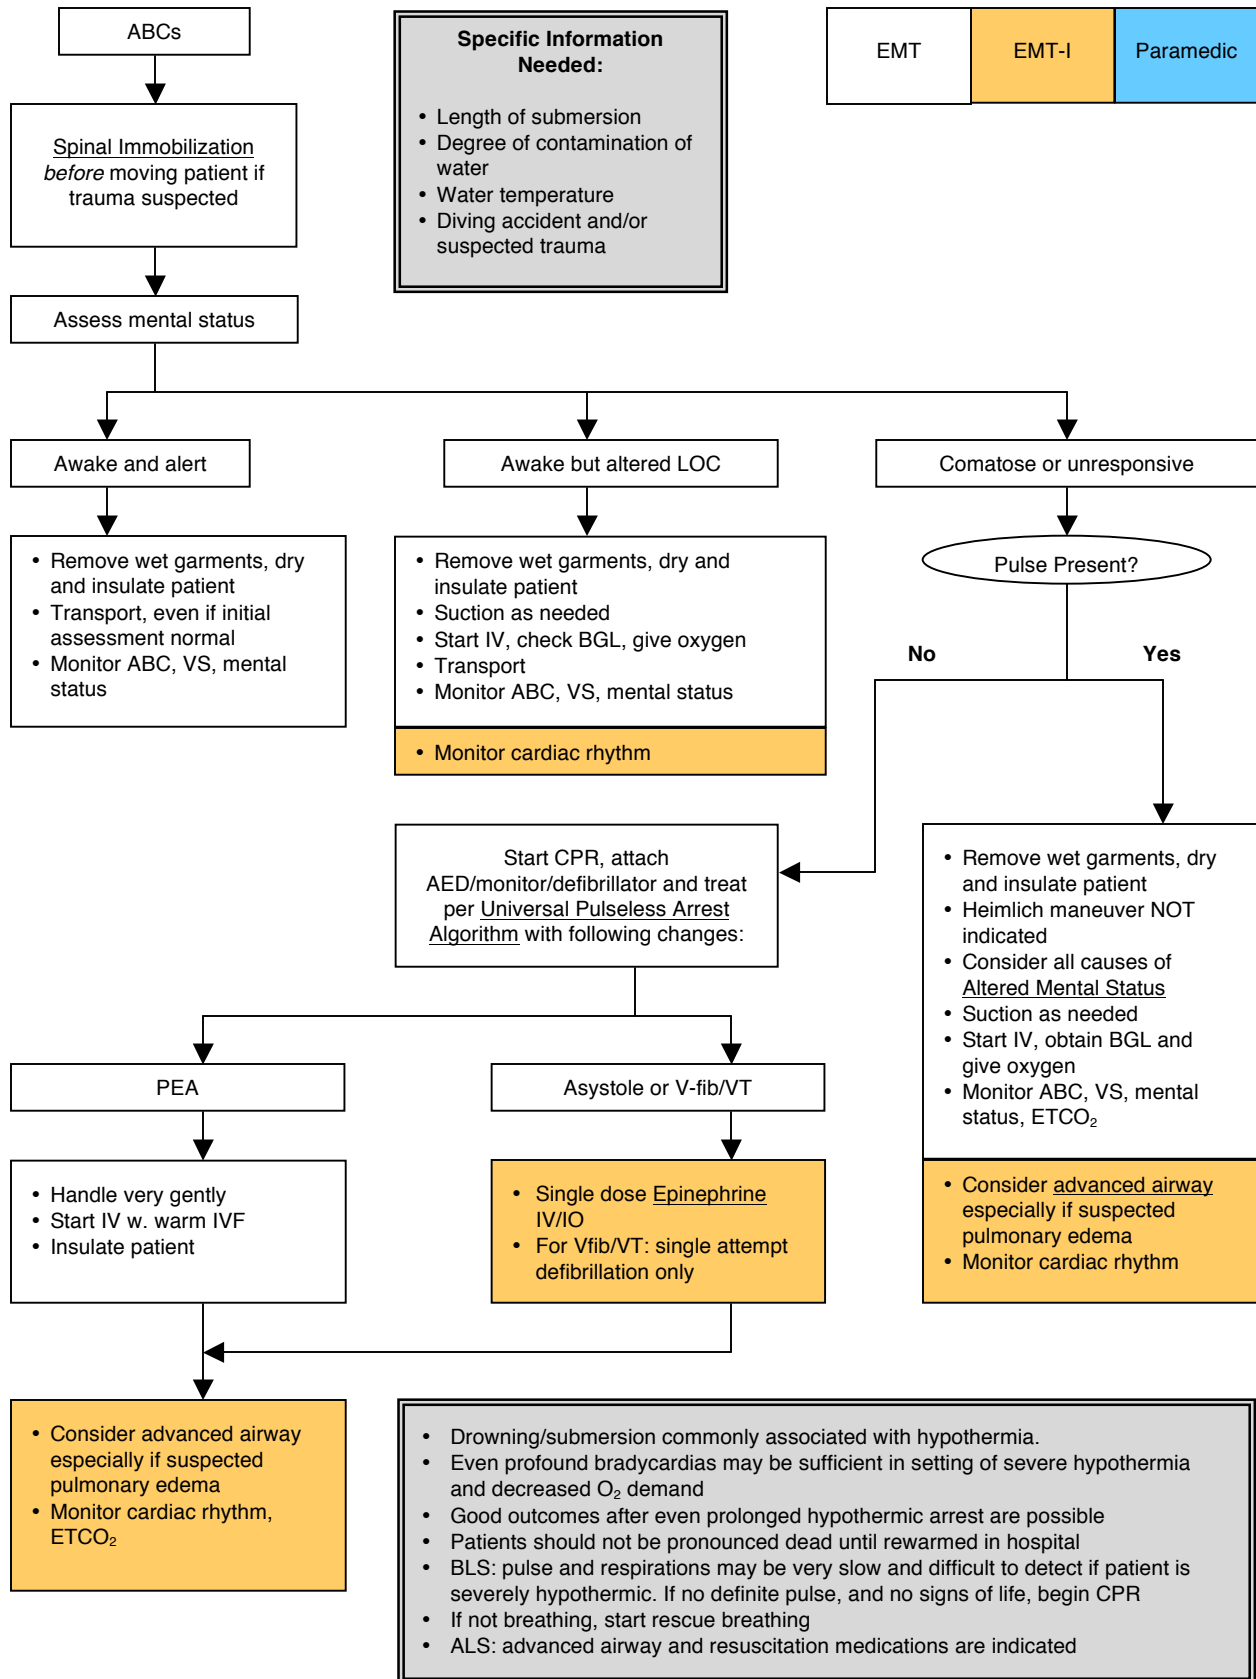 ABCs
Specific Information
Needed:
• Length of submersion
• Degree of contamination of
water
• Water temperature
• Diving accident and/or
suspected trauma
EMT
EMT-I
Paramedic
Spinal Immobilization
before moving patient if
trauma suspected
Assess mental status
Awake and alert
Awake but altered LOC
Comatose or unresponsive
• Remove wet garments, dry
and insulate patient
• Transport, even if initial
assessment normal
• Monitor ABC, VS, mental
status
• Remove wet garments, dry and
insulate patient
• Suction as needed
• Start IV, check BGL, give oxygen
• Transport
• Monitor ABC, VS, mental status
• Monitor cardiac rhythm
Pulse Present?
No
Yes
Start CPR, attach
AED/monitor/defibrillator and treat
per Universal Pulseless Arrest
Algorithm with following changes:
• Remove wet garments, dry
and insulate patient
• Heimlich maneuver NOT
indicated
• Consider all causes of
Altered Mental Status
• Suction as needed
• Start IV, obtain BGL and
give oxygen
• Monitor ABC, VS, mental
status, ETCO₂
• Consider advanced airway
especially if suspected
pulmonary edema
• Monitor cardiac rhythm
PEA
Asystole or V-fib/VT
• Handle very gently
• Start IV w. warm IVF
• Insulate patient
• Single dose Epinephrine
IV/IO
• For Vfib/VT: single attempt
defibrillation only
• Consider advanced airway
especially if suspected
pulmonary edema
• Monitor cardiac rhythm,
ETCO₂
• Drowning/submersion commonly associated with hypothermia.
• Even profound bradycardias may be sufficient in setting of severe hypothermia
and decreased O₂ demand
• Good outcomes after even prolonged hypothermic arrest are possible
• Patients should not be pronounced dead until rewarmed in hospital
• BLS: pulse and respirations may be very slow and difficult to detect if patient is
severely hypothermic. If no definite pulse, and no signs of life, begin CPR
• If not breathing, start rescue breathing
• ALS: advanced airway and resuscitation medications are indicated